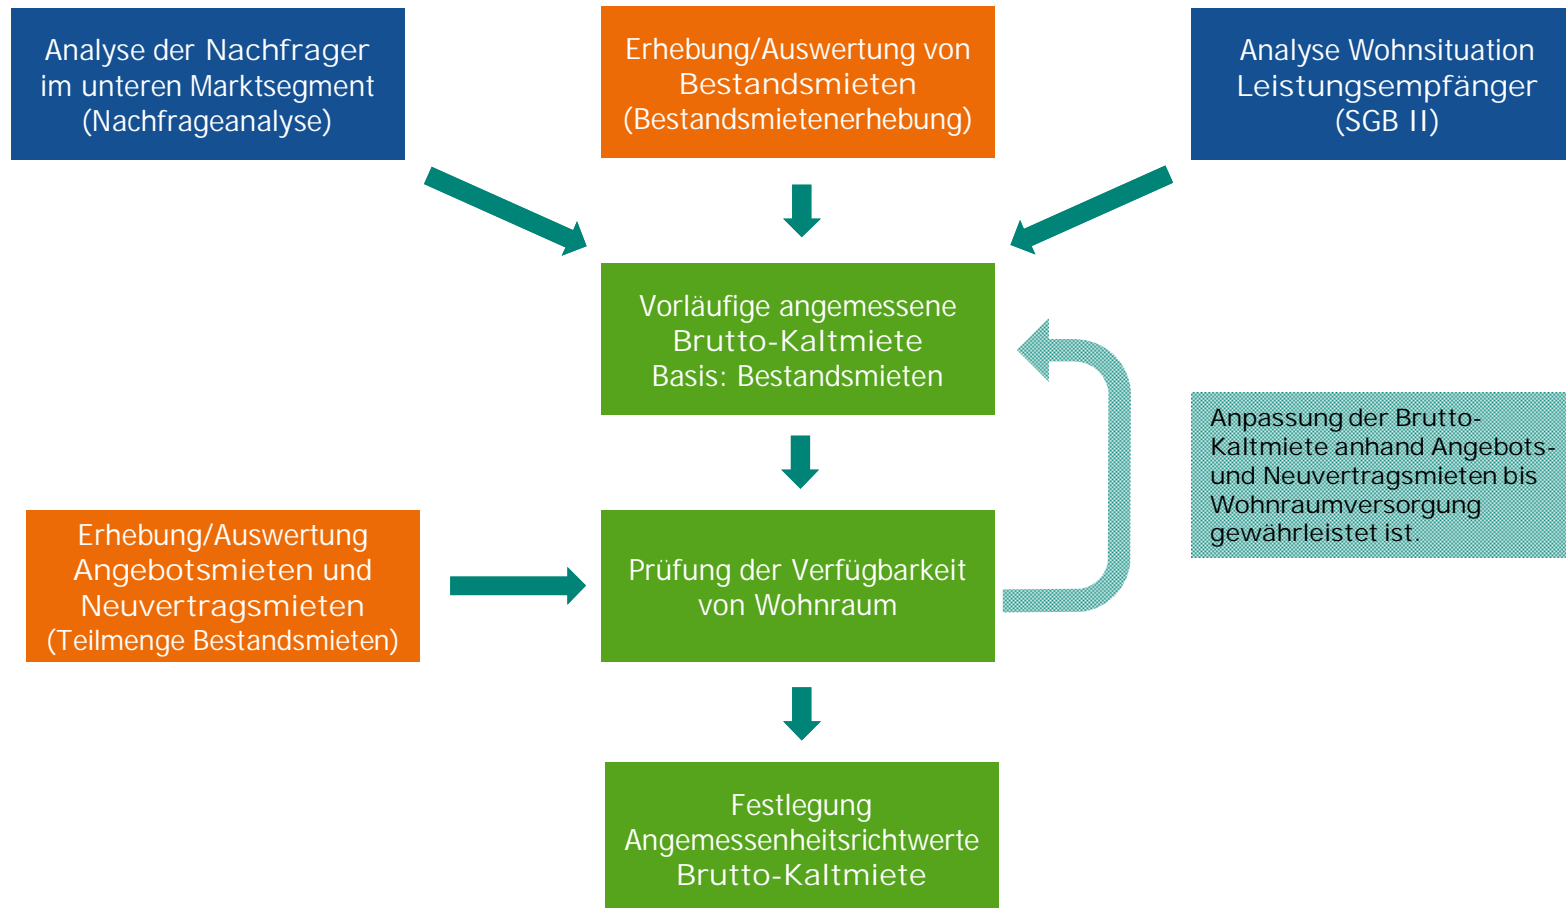 Analyse der Nachfrager
im unteren Marktsegment
(Nachfrageanalyse)
Erhebung/Auswertung von
Bestandsmieten
(Bestandsmietenerhebung)
Analyse Wohnsituation
Leistungsempfänger
(SGB II)
Vorläufige angemessene
Brutto-Kaltmiete
Basis: Bestandsmieten
Anpassung der Brutto-
Kaltmiete anhand Angebots-
und Neuvertragsmieten bis
Wohnraumversorgung
gewährleistet ist.
Erhebung/Auswertung
Angebotsmieten und
Neuvertragsmieten
(Teilmenge Bestandsmieten)
Prüfung der Verfügbarkeit
von Wohnraum
Festlegung
Angemessenheitsrichtwerte
Brutto-Kaltmiete